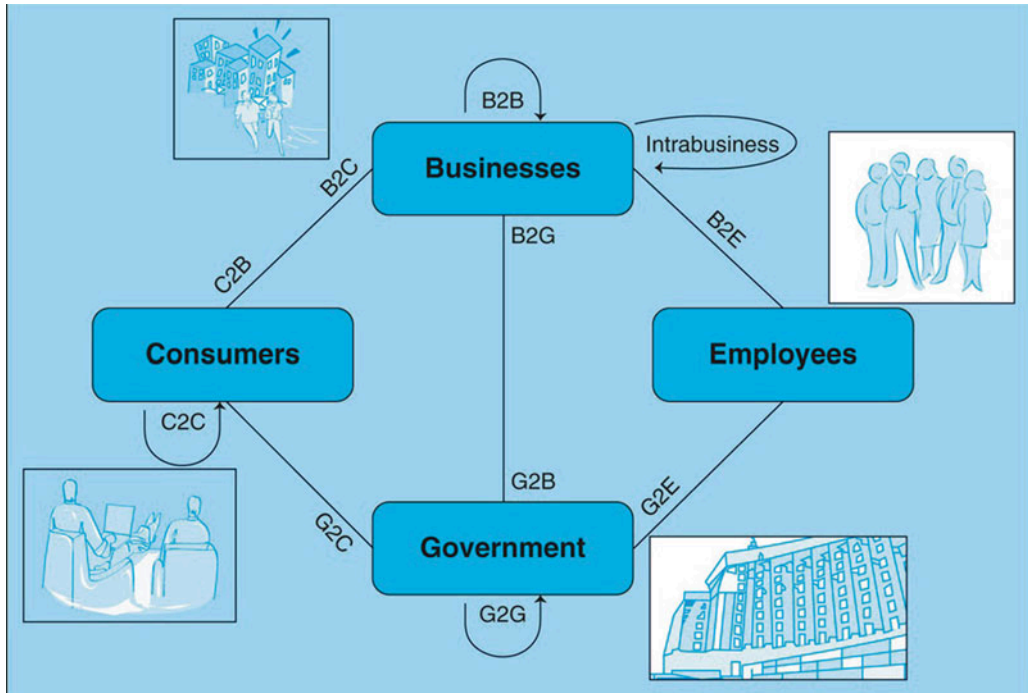 B2B
Businesses
Intrabusiness
B2C
B2G
B2E
C2B
Consumers
Employees
C2C
G2B
G2C
G2E
Government
G2G